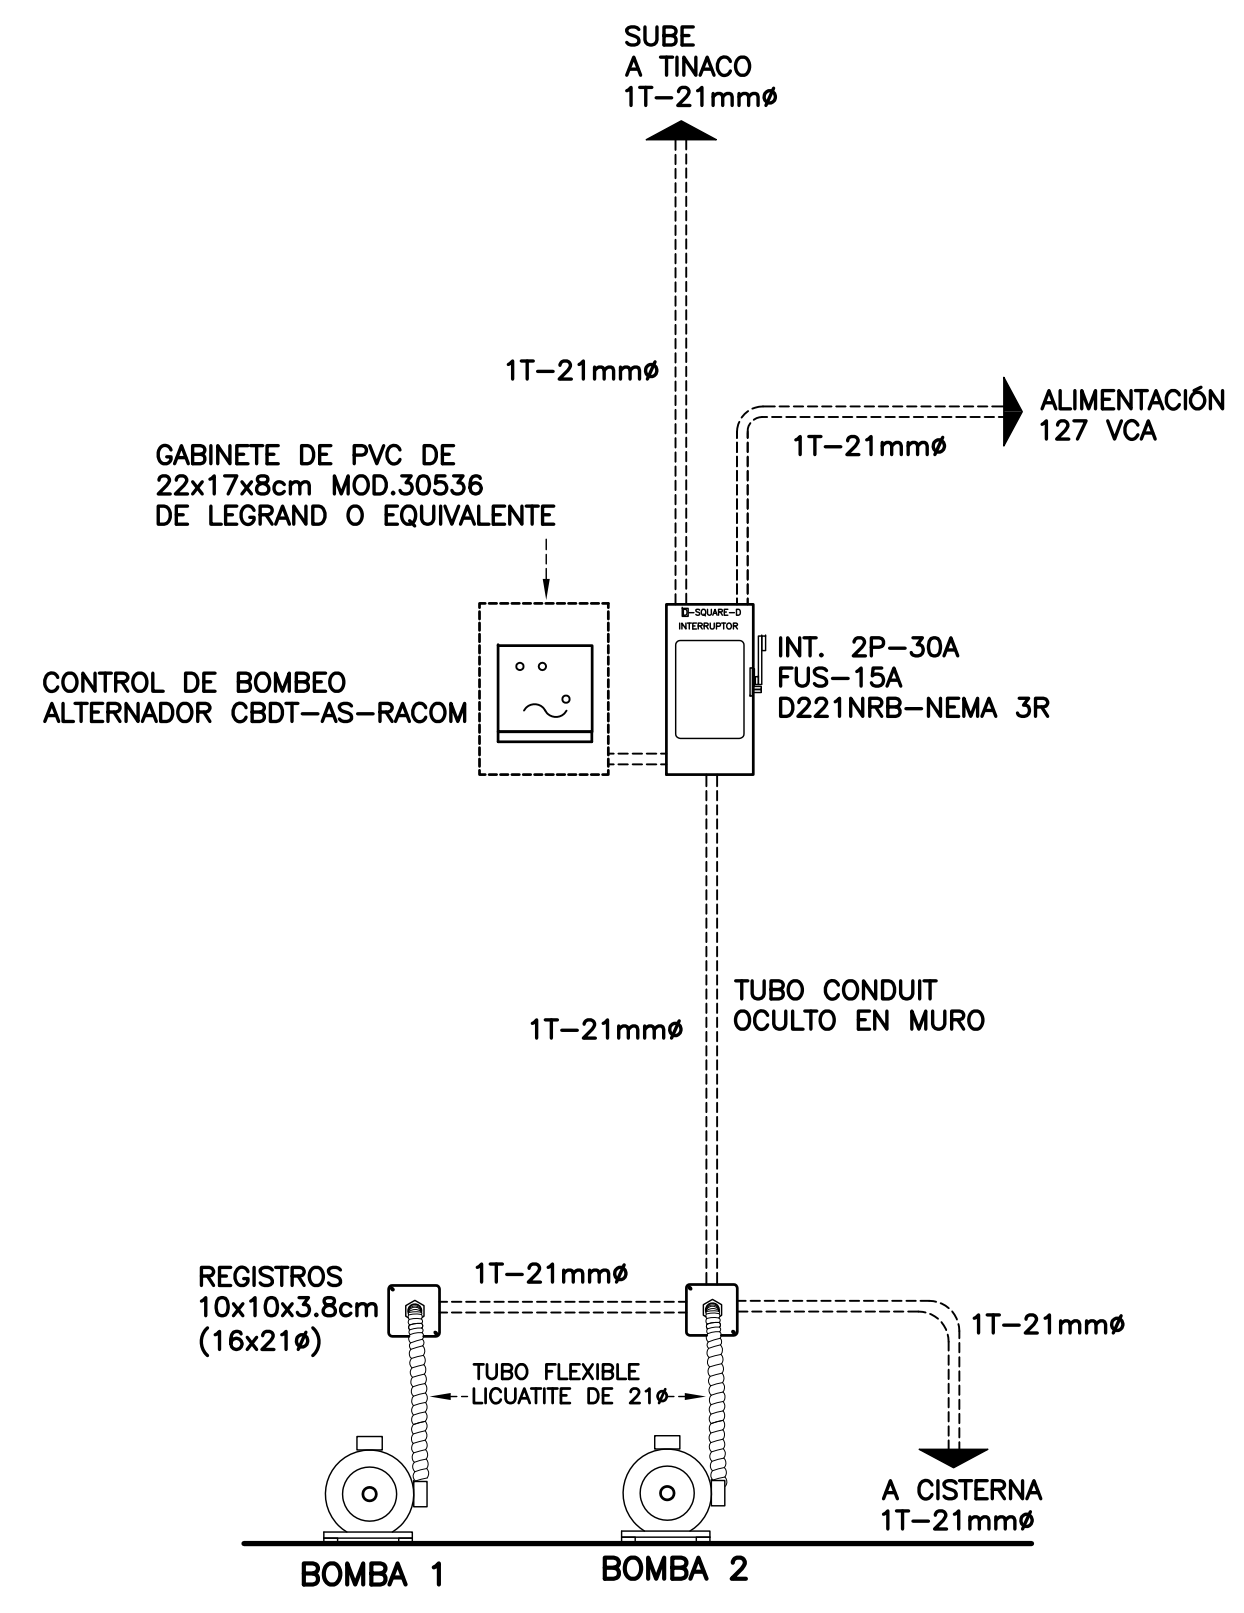 SUBE
A TINACO
1T-21mmø
1T-21mmø
ALIMENTACIÓN
127 VCA
1T-21mmø
GABINETE DE PVC DE
22x17x8cm MOD.30536
DE LEGRAND O EQUIVALENTE
-SQUARE-D
INTERRUPTOR
INT. 2P-30A
FUS-15A
D221NRB-NEMA 3R
CONTROL DE BOMBEO
ALTERNADOR CBDT-AS-RACOM
TUBO CONDUIT
OCULTO EN MURO
1T-21mmø
REGISTROS
10x10x3.8cm
(16x21ø)
1T-21mmø
1T-21mmø
TUBO FLEXIBLE
LICUATITE DE 21ø
A CISTERNA
1T-21mmø
BOMBA 1
BOMBA 2